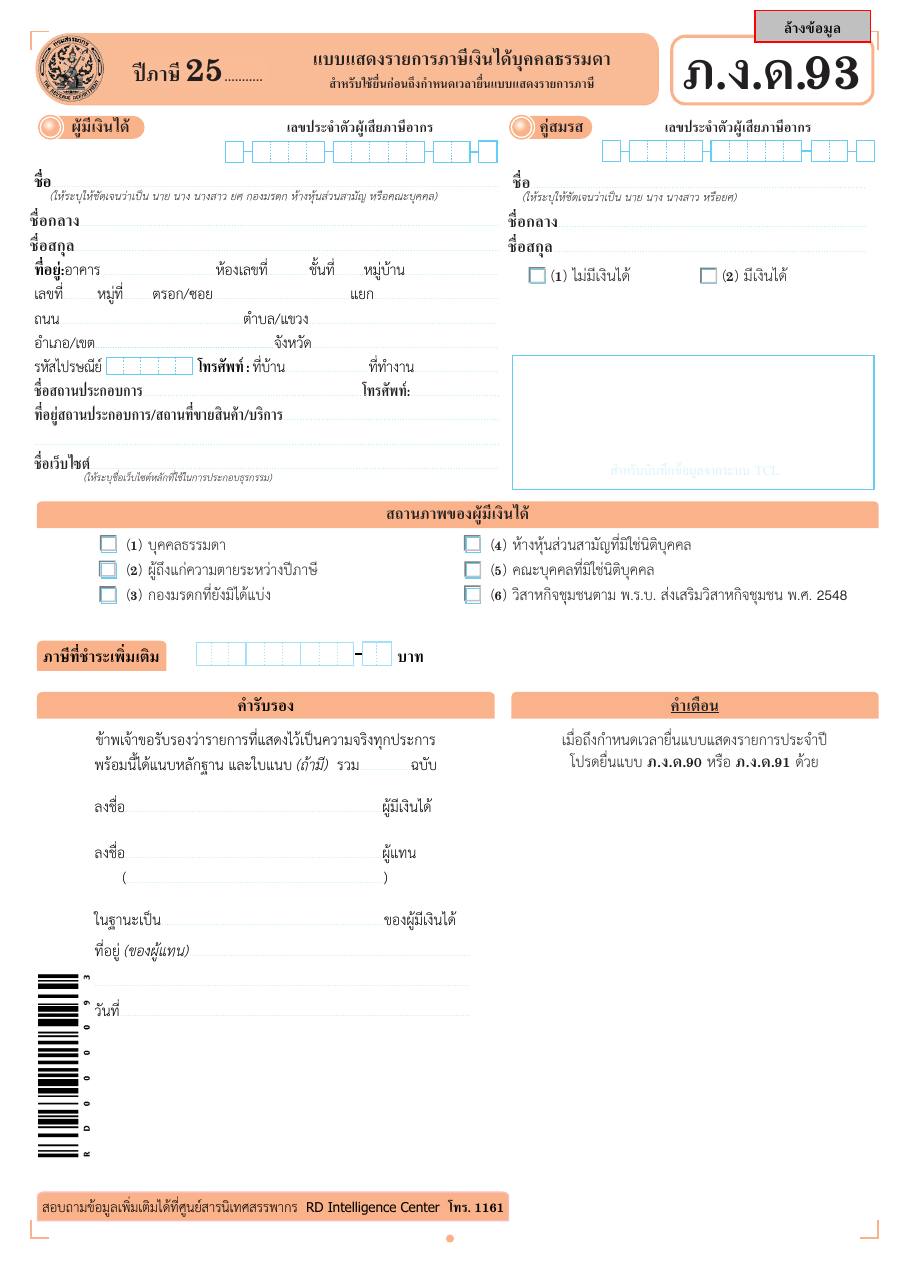 ล้างข้อมูล
ปีภาษี 25...........
แบบแสดงรายการภาษีเงินได้บุคคลธรรมดา
สำหรับใช้ยื่นก่อนถึงกำหนดเวลายื่นแบบแสดงรายการภาษี
ภ.ง.ด.93
ผู้มีเงินได้
เลขประจำตัวผู้เสียภาษีอากร
ชื่อ
(ให้ระบุให้ชัดเจนว่าเป็น นาย นาง นางสาว ยศ กองมรดก ห้างหุ้นส่วนสามัญ หรือคณะบุคคล)
ชื่อกลาง
ชื่อสกุล
ที่อยู่:อาคาร ห้องเลขที่ ชั้นที่ หมู่บ้าน
เลขที่ หมู่ที่ ตรอก/ซอย แยก
ถนน ตำบล/แขวง
อำเภอ/เขต จังหวัด
รหัสไปรษณีย์ โทรศัพท์ : ที่บ้าน ที่ทำงาน
ชื่อสถานประกอบการ โทรศัพท์:
ที่อยู่สถานประกอบการ/สถานที่ขายสินค้า/บริการ
ชื่อเว็บไซต์
(ให้ระบุชื่อเว็บไซต์หลักที่ใช้ในการประกอบธุรกรรม)
คู่สมรส
เลขประจำตัวผู้เสียภาษีอากร
ชื่อ
(ให้ระบุให้ชัดเจนว่าเป็น นาย นาง นางสาว หรือยศ)
ชื่อกลาง
ชื่อสกุล
(1) ไม่มีเงินได้ (2) มีเงินได้
สำหรับบันทึกข้อมูลจากระบบ TCL
สถานภาพของผู้มีเงินได้
(1) บุคคลธรรมดา
(2) ผู้ถึงแก่ความตายระหว่างปีภาษี
(3) กองมรดกที่ยังมิได้แบ่ง
(4) ห้างหุ้นส่วนสามัญที่มิใช่นิติบุคคล
(5) คณะบุคคลที่มิใช่นิติบุคคล
(6) วิสาหกิจชุมชนตาม พ.ร.บ. ส่งเสริมวิสาหกิจชุมชน พ.ศ. 2548
ภาษีที่ชำระเพิ่มเติม - บาท
คำรับรอง
ข้าพเจ้าขอรับรองว่ารายการที่แสดงไว้เป็นความจริงทุกประการ
พร้อมนี้ได้แนบหลักฐาน และใบแนบ (ถ้ามี) รวม ฉบับ
ลงชื่อ ผู้มีเงินได้
ลงชื่อ ผู้แทน
( )
ในฐานะเป็น ของผู้มีเงินได้
ที่อยู่ (ของผู้แทน)
วันที่
คำเตือน
เมื่อถึงกำหนดเวลายื่นแบบแสดงรายการประจำปี
โปรดยื่นแบบ ภ.ง.ด.90 หรือ ภ.ง.ด.91 ด้วย
R D 0 0 0 0 9 3
สอบถามข้อมูลเพิ่มเติมได้ที่ศูนย์สารนิเทศสรรพากร RD Intelligence Center โทร. 1161